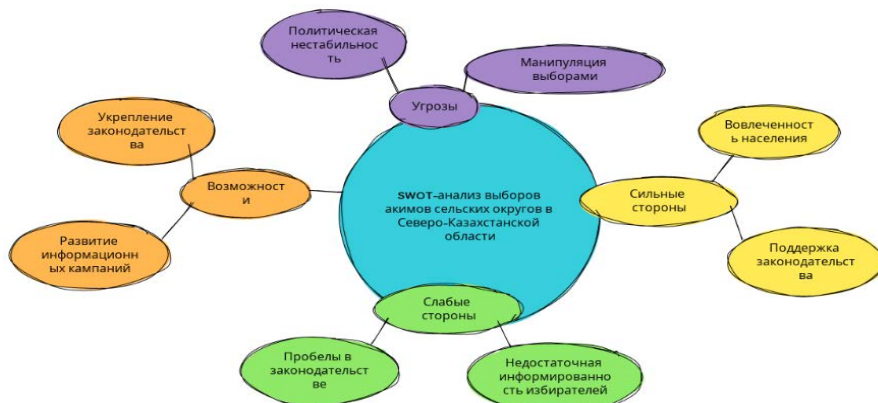 Политическая
нестабильнос
ть
Манипуляция
выборами
Угрозы
Укрепление
законодательст
ва
Вовлеченност
ь населения
Возможност
и
SWOT-анализ выборов
акимов сельских округов в
Северо-Казахстанской
области
Сильные
стороны
Развитие
информационн
ых кампаний
Поддержка
законодательст
ва
Слабые
стороны
Пробелы в
законодательст
ве
Недостаточная
информированно
сть избирателей